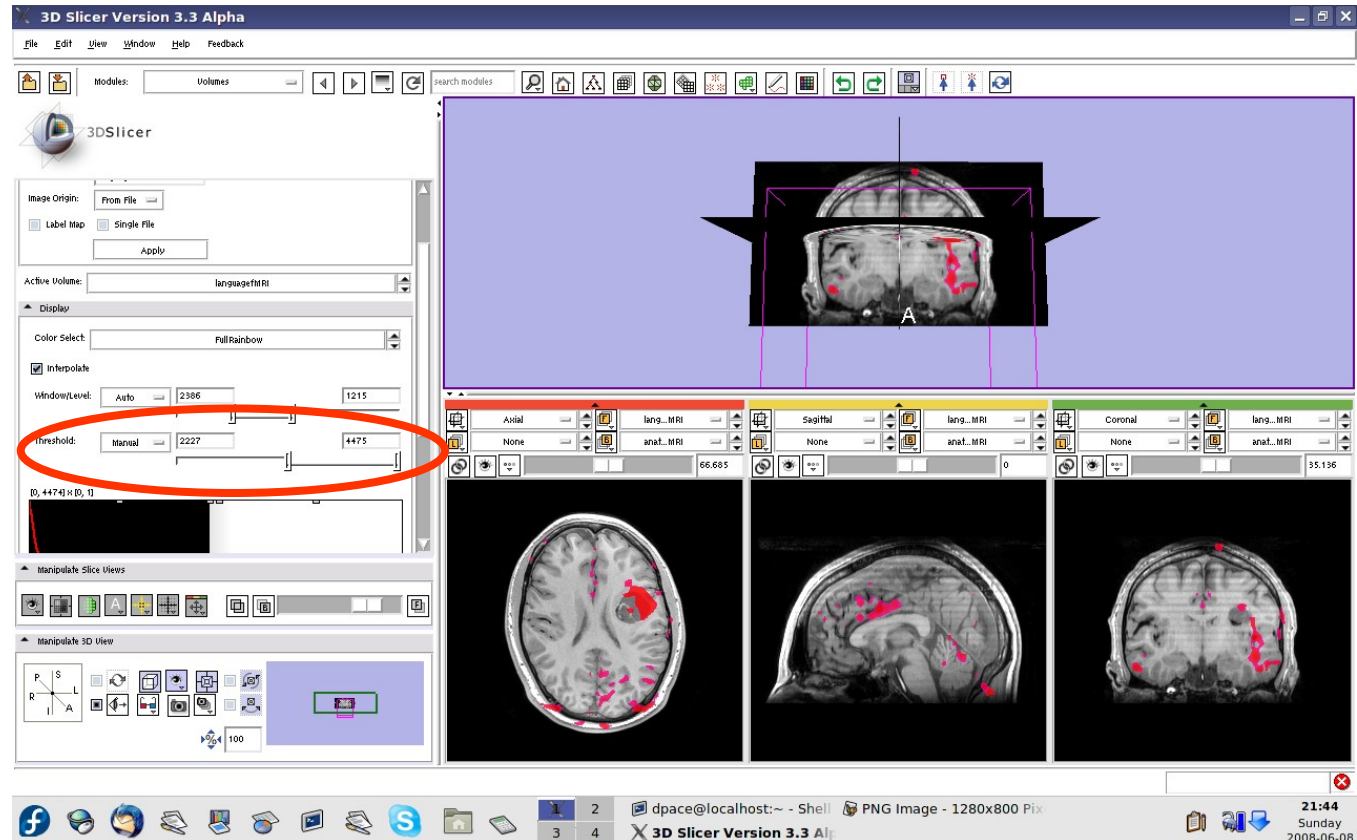 3D Slicer Version 3.3 Alpha
File Edit View Window Help Feedback
Modules: Volumes search modules
3DSlicer
Image Origin: From File
Label Map Single File
Apply
Active Volume: languagefMRI
Display
Color Select: FullRainbow
Interpolate
Window/Level: Auto 2386 1215
Threshold: Manual 2227 4475
[0, 4474] x [0, 1]
Manipulate Slice Views
Manipulate 3D View
P S
R L
I A
100
A
Axial F lang...MRI
L None B anat...MRI
66.685
Sagittal F lang...MRI
L None B anat...MRI
0
Coronal F lang...MRI
L None B anat...MRI
35.136
1 2 dpace@localhost:~ - Shell PNG Image - 1280x800 Pix
3 4 3D Slicer Version 3.3 Alp
21:44
Sunday
2008-06-08